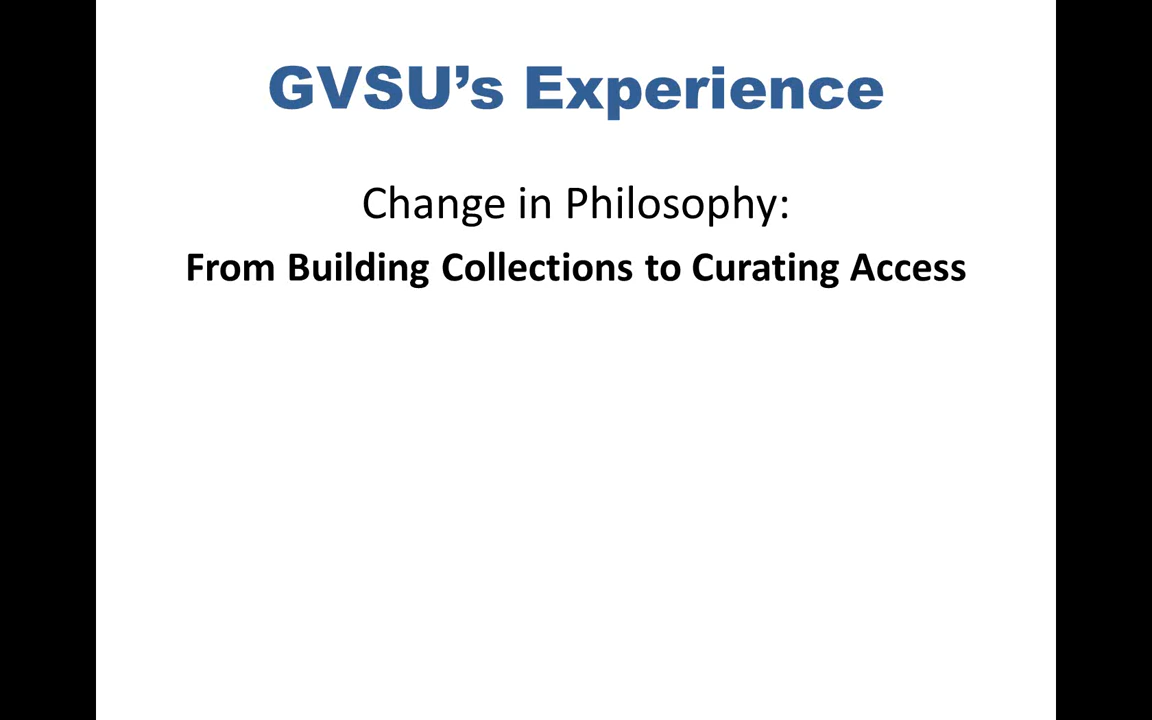 GVSU’s Experience
Change in Philosophy:
From Building Collections to Curating Access